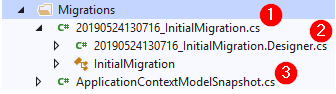 Migrations
1
C# 20190524130716_InitialMigration.cs
2
C# 20190524130716_InitialMigration.Designer.cs
InitialMigration
3
C# ApplicationContextModelSnapshot.cs